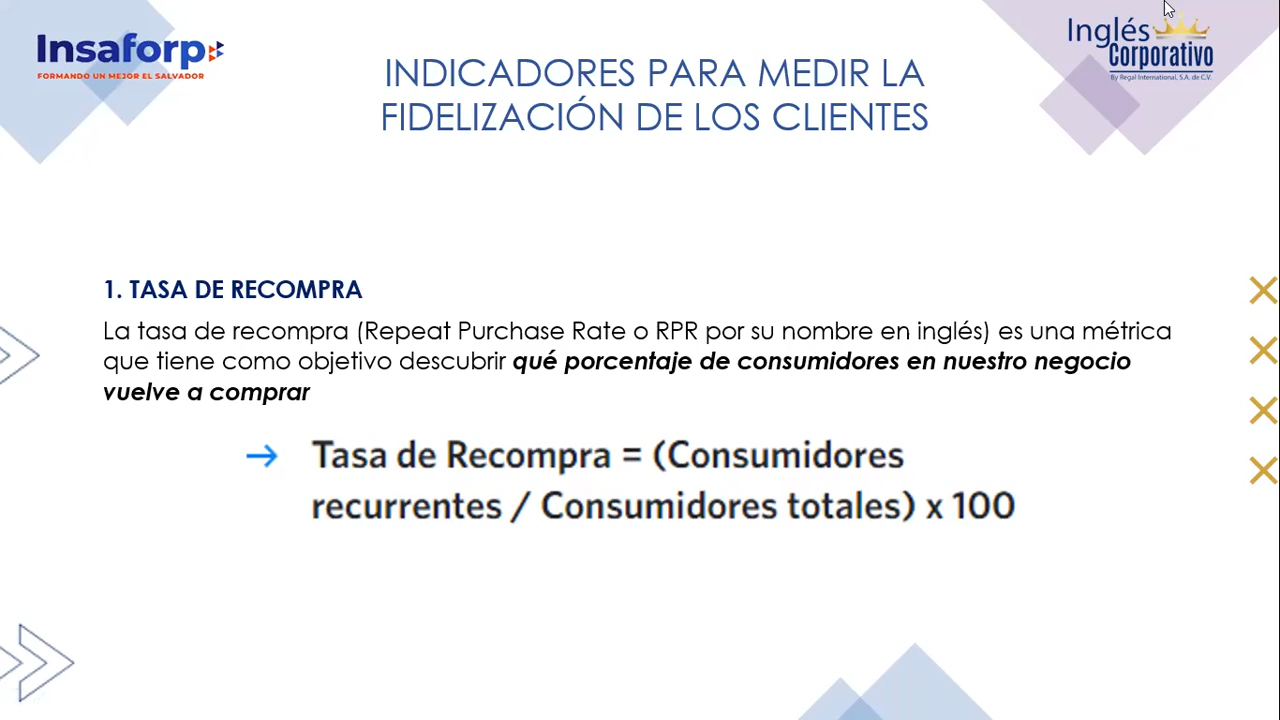 Insaforp
FORMANDO UN MEJOR EL SALVADOR
Inglés
Corporativo
By Regal International, S.A. de C.V.
INDICADORES PARA MEDIR LA
FIDELIZACIÓN DE LOS CLIENTES
1. TASA DE RECOMPRA
La tasa de recompra (Repeat Purchase Rate o RPR por su nombre en inglés) es una métrica
que tiene como objetivo descubrir qué porcentaje de consumidores en nuestro negocio
vuelve a comprar
→ Tasa de Recompra = (Consumidores
recurrentes / Consumidores totales) x 100